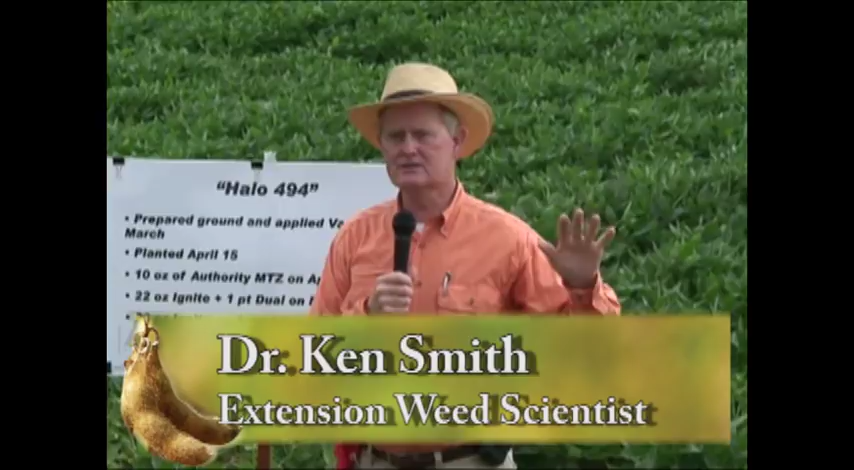 "Halo 494"
• Prepared ground and applied
March
• Planted April 15
• 10 oz of Authority MTZ on
• 22 oz Ignite + 1 pt Dual on
Dr. Ken Smith
Extension Weed Scientist